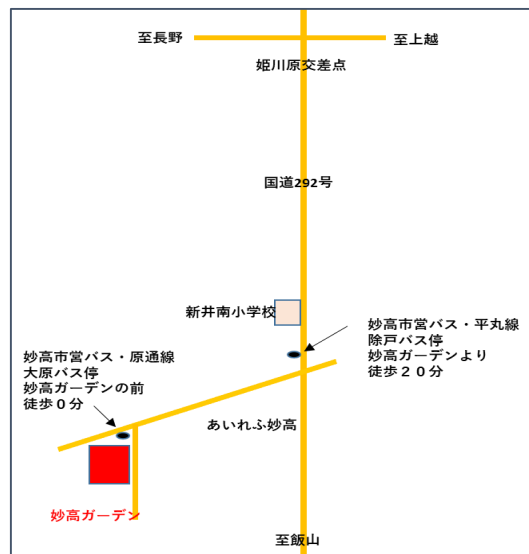 至長野
至上越
姫川原交差点
国道292号
新井南小学校
妙高市営バス・平丸線
除戸バス停
妙高ガーデンより
徒歩２０分
妙高市営バス・原通線
大原バス停
妙高ガーデンの前
徒歩０分
あいれふ妙高
妙高ガーデン
至飯山